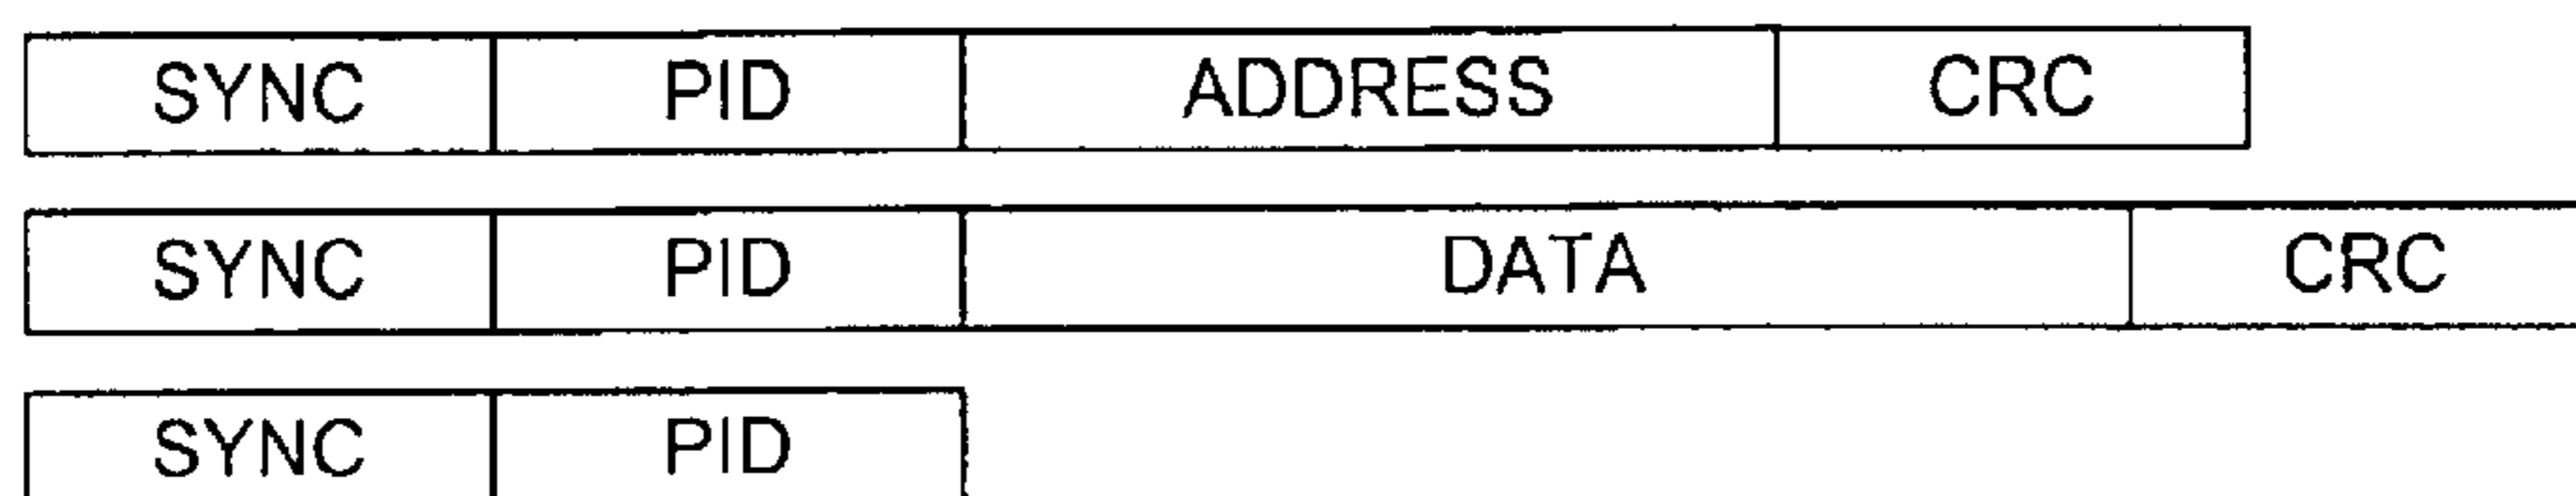 SYNC PID ADDRESS CRC
SYNC PID DATA CRC
SYNC PID